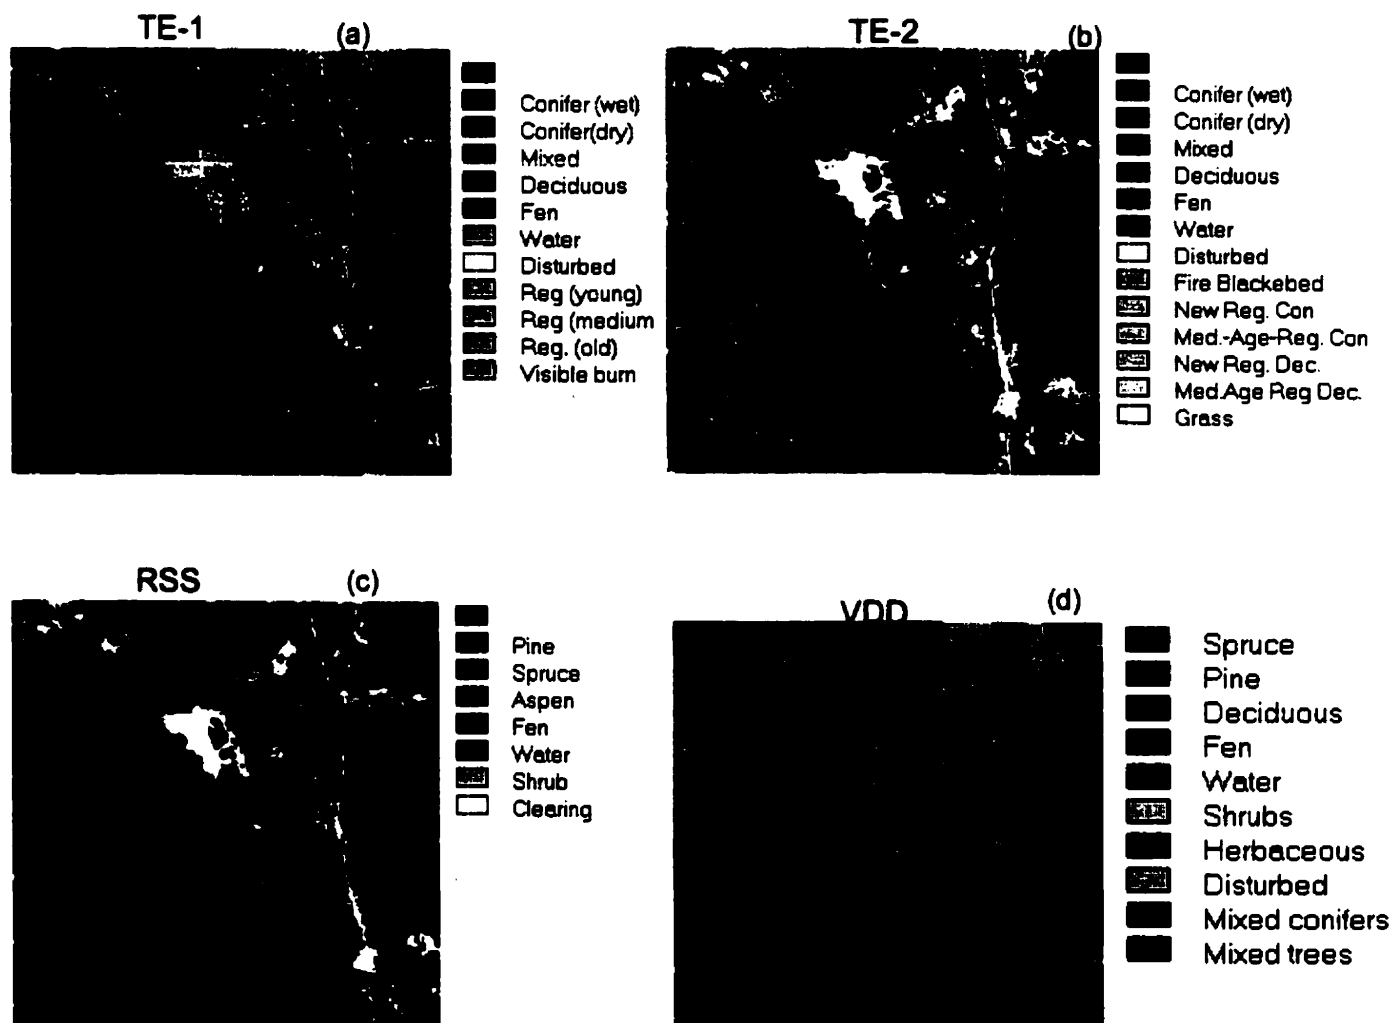 TE-1
(a)
Conifer (wet)
Conifer(dry)
Mixed
Deciduous
Fen
Water
Disturbed
Reg (young)
Reg (medium
Reg. (old)
Visible burn
TE-2
(b)
Conifer (wet)
Conifer (dry)
Mixed
Deciduous
Fen
Water
Disturbed
Fire Blackebed
New Reg. Con
Med.-Age-Reg. Con
New Reg. Dec.
Med.Age Reg Dec.
Grass
RSS
(c)
Pine
Spruce
Aspen
Fen
Water
Shrub
Clearing
VDD
(d)
Spruce
Pine
Deciduous
Fen
Water
Shrubs
Herbaceous
Disturbed
Mixed conifers
Mixed trees